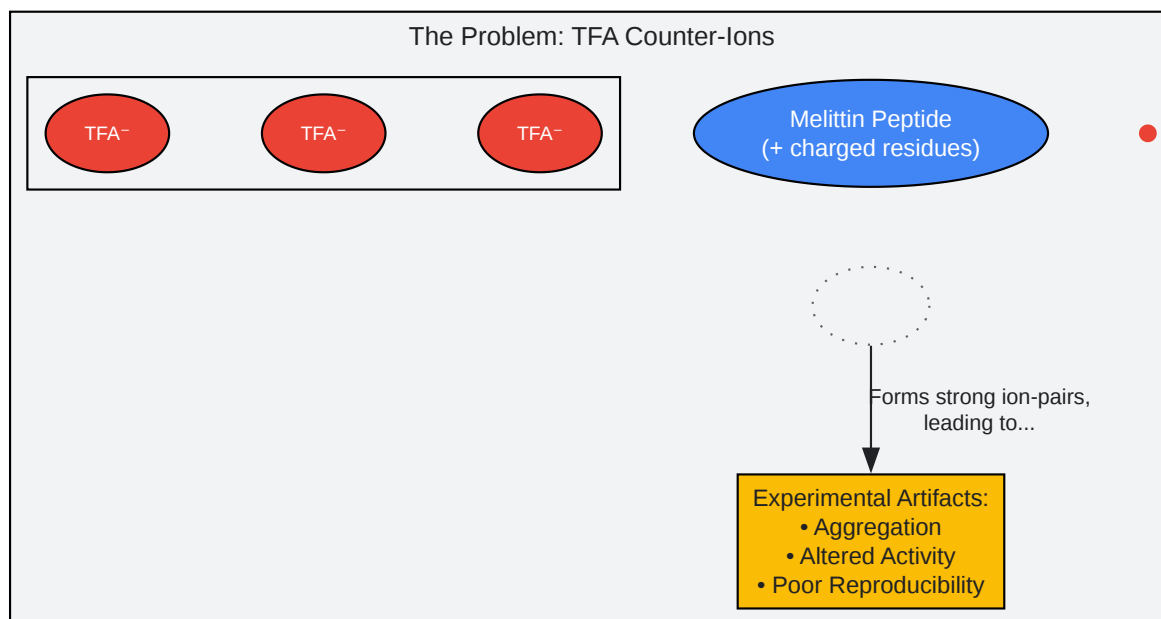 The Problem: TFA Counter-Ions
TFA⁻
TFA⁻
TFA⁻
Melittin Peptide
(+ charged residues)
Forms strong ion-pairs,
leading to...
Experimental Artifacts:
• Aggregation
• Altered Activity
• Poor Reproducibility